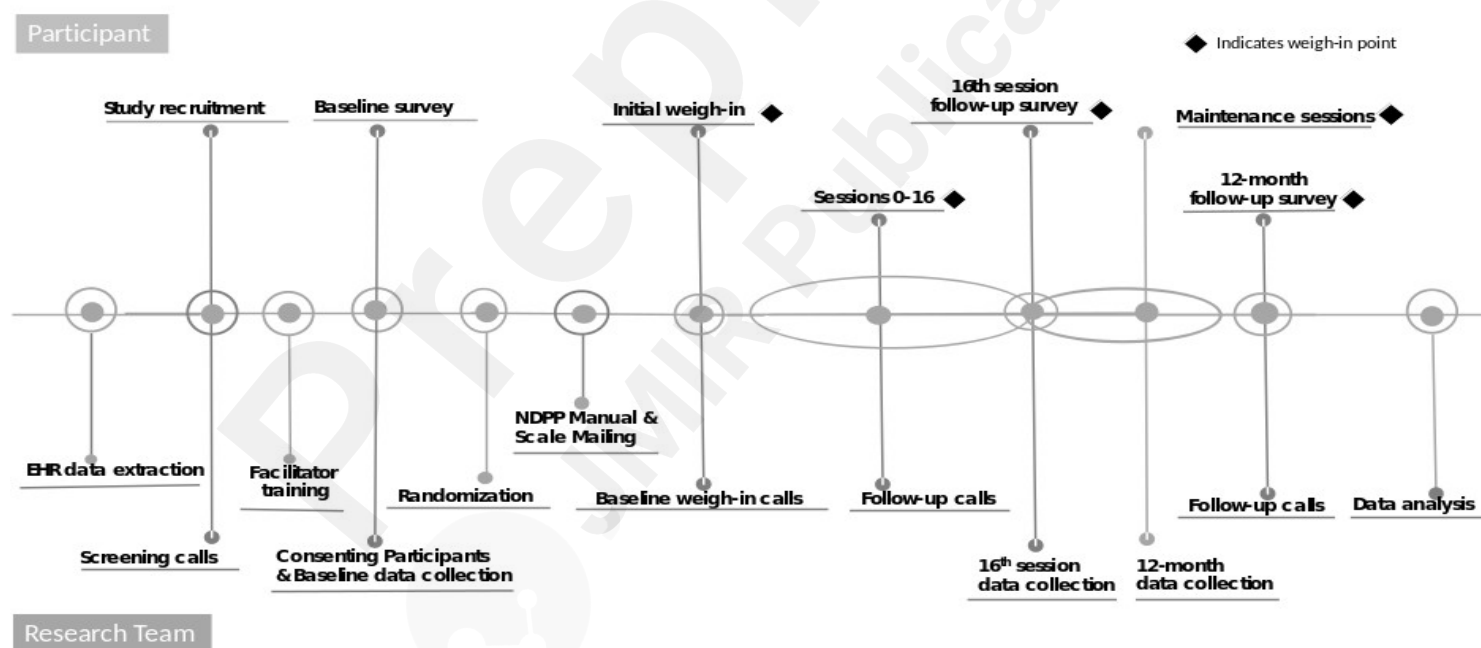 Participant
Indicates weigh-in point
Study recruitment
Baseline survey
Initial weigh-in
16th session
follow-up survey
Maintenance sessions
Sessions 0-16
12-month
follow-up survey
EHR data extraction
Facilitator
training
Randomization
NDPP Manual &
Scale Mailing
Baseline weigh-in calls
Follow-up calls
Follow-up calls
Data analysis
Screening calls
Consenting Participants
& Baseline data collection
16th session
data collection
12-month
data collection
Research Team
Prep
JMIR Publica